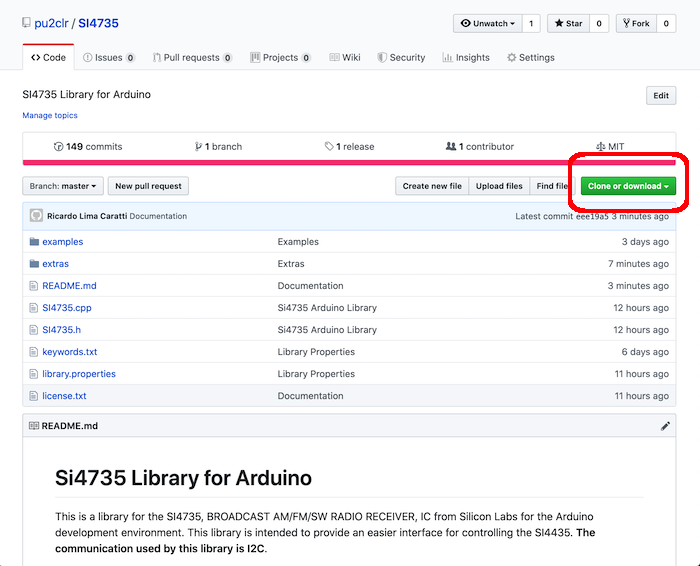 pu2clr / SI4735
Unwatch 1 Star 0 Fork 0
Code Issues 0 Pull requests 0 Projects 0 Wiki Security Insights Settings
SI4735 Library for Arduino Edit
Manage topics
149 commits 1 branch 1 release 1 contributor MIT
Branch: master New pull request Create new file Upload files Find file Clone or download
Ricardo Lima Caratti Documentation Latest commit eee19a5 3 minutes ago
examples Examples 3 days ago
extras Extras 7 minutes ago
README.md Documentation 3 minutes ago
SI4735.cpp Si4735 Arduino Library 12 hours ago
SI4735.h Si4735 Arduino Library 12 hours ago
keywords.txt Library Properties 6 days ago
library.properties Library Properties 11 hours ago
license.txt Documentation 11 hours ago
README.md
Si4735 Library for Arduino
This is a library for the SI4735, BROADCAST AM/FM/SW RADIO RECEIVER, IC from Silicon Labs for the Arduino
development environment. This library is intended to provide an easier interface for controlling the SI4435. The
communication used by this library is I2C.